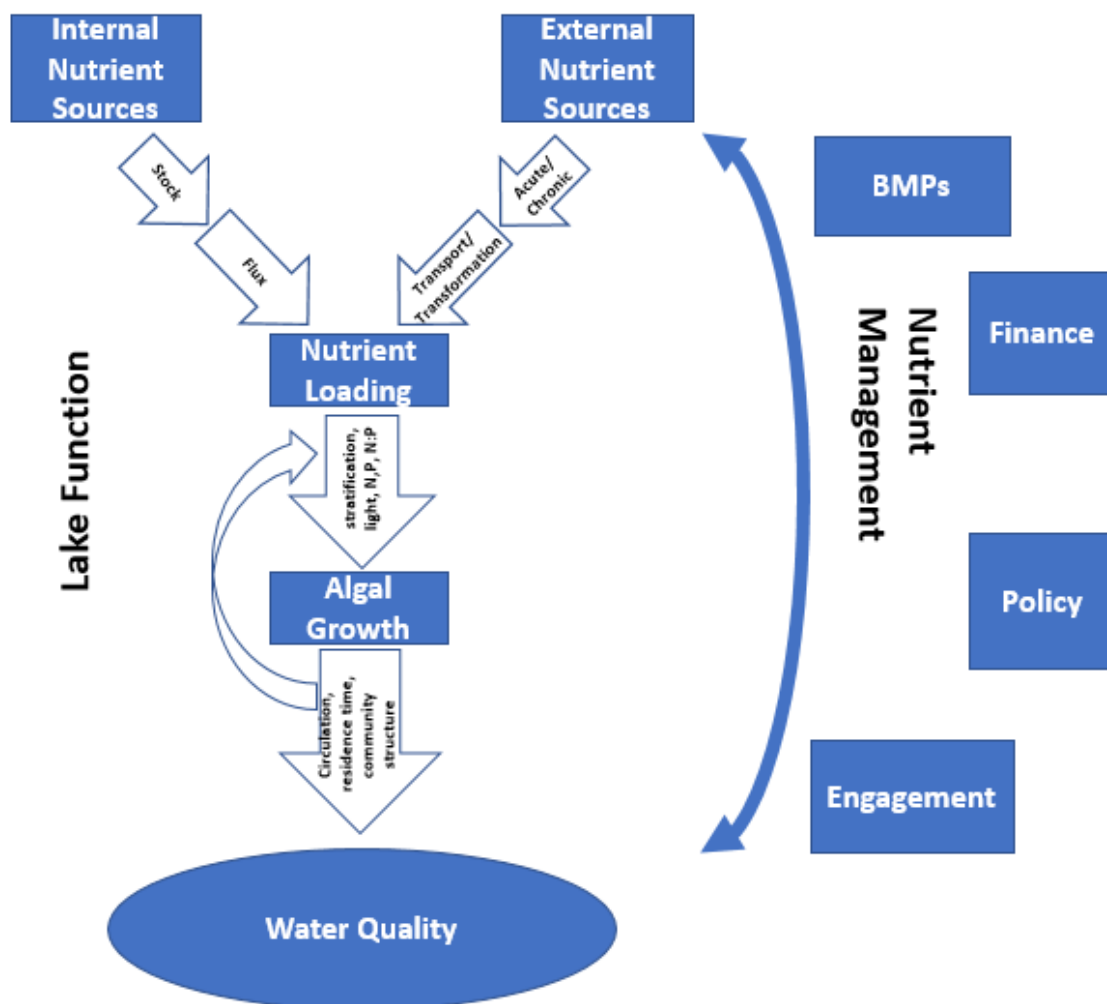 Internal
Nutrient
Sources
External
Nutrient
Sources
Stock
Flux
Acute/
Chronic
Transport/
Transformation
BMPs
Finance
Nutrient
Management
Policy
Engagement
Lake Function
Nutrient
Loading
stratification,
light, N,P, N:P
Algal
Growth
Circulation,
residence time,
community
structure
Water Quality